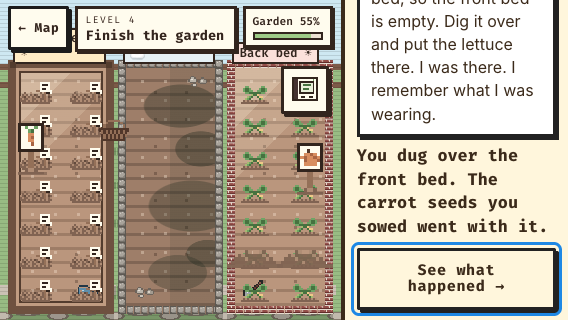 ← Map
LEVEL 4
Finish the garden
Garden 55%
Back bed
bed, so the front bed
is empty. Dig it over
and put the lettuce
there. I was there. I
remember what I was
wearing.
You dug over the
front bed. The
carrot seeds you
sowed went with it.
See what
happened →